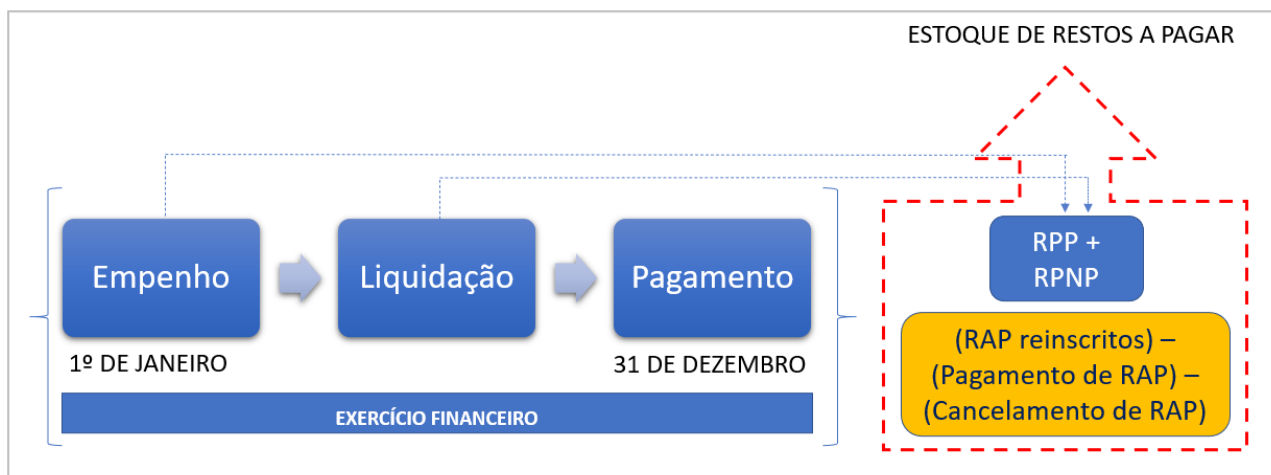 ESTOQUE DE RESTOS A PAGAR
Empenho
Liquidação
Pagamento
RPP +
RPNP
1º DE JANEIRO
31 DE DEZEMBRO
(RAP reinscritos) –
(Pagamento de RAP) –
(Cancelamento de RAP)
EXERCÍCIO FINANCEIRO